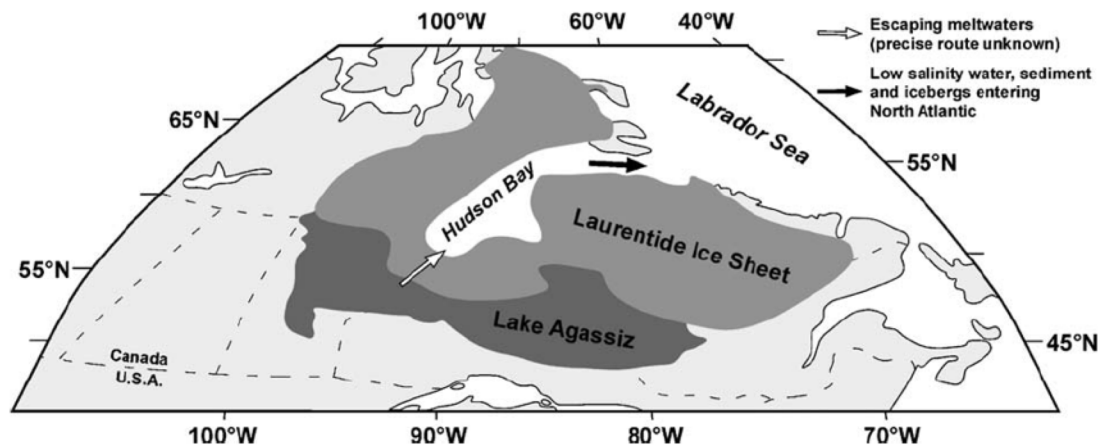 100°W
60°W
40°W
Escaping meltwaters
(precise route unknown)
Low salinity water, sediment
and icebergs entering
North Atlantic
65°N
Labrador Sea
55°N
Hudson Bay
Laurentide Ice Sheet
55°N
Lake Agassiz
45°N
Canada
U.S.A.
100°W
90°W
80°W
70°W